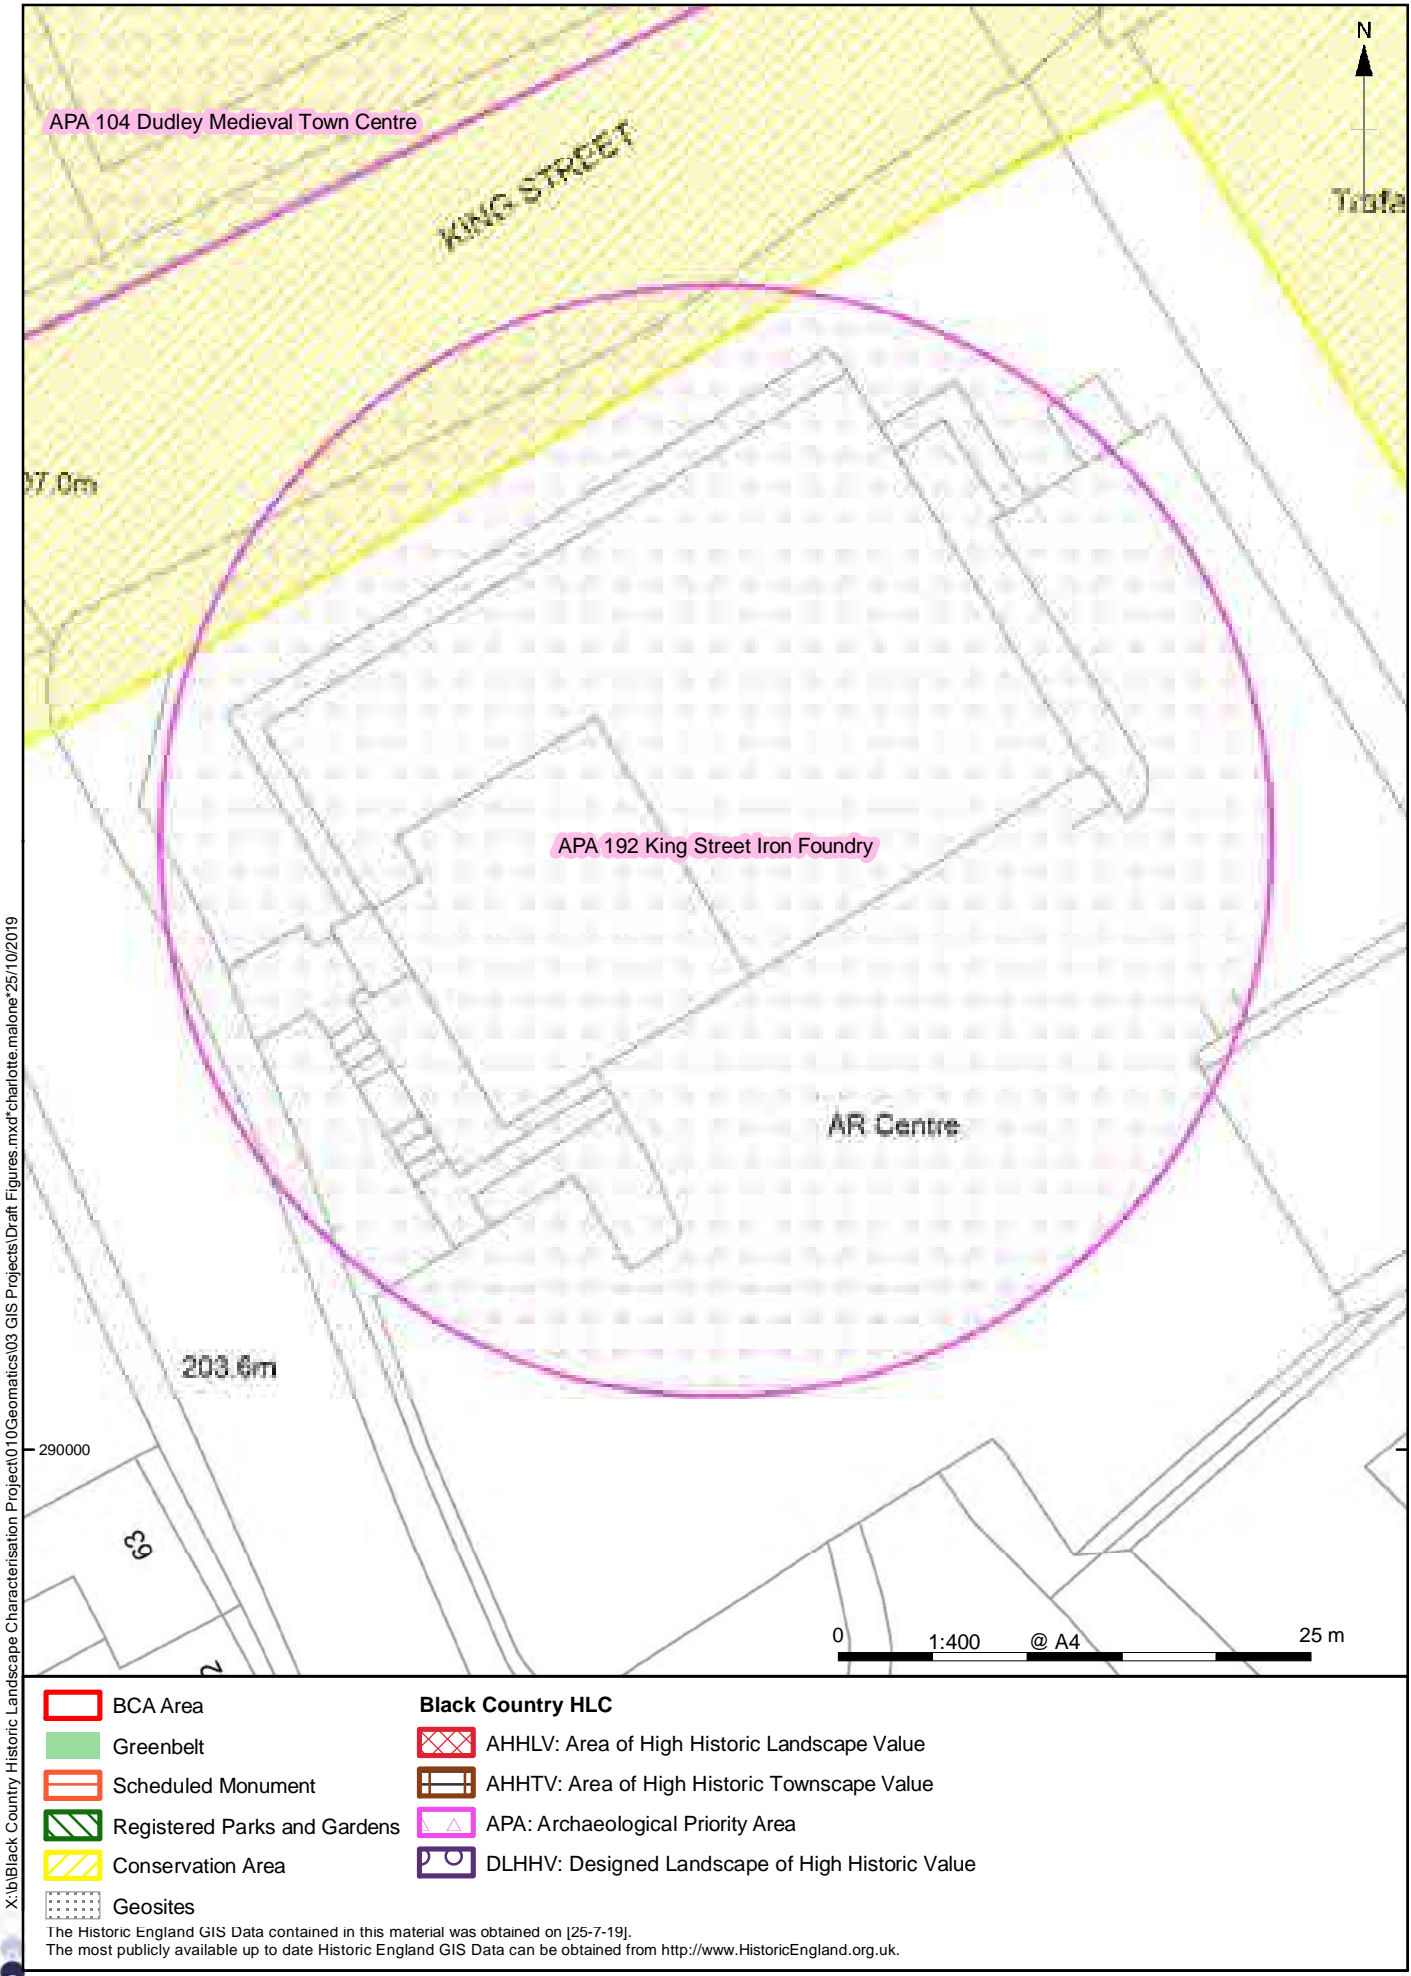 N
APA 104 Dudley Medieval Town Centre
KING STREET
Trafa
07.0m
APA 192 King Street Iron Foundry
AR Centre
203.6m
290000
63
2
0 1:400 @ A4 25 m
X:\b\Black Country Historic Landscape Characterisation Project\010Geomatics\03 GIS Projects\Draft Figures.mxd*charlotte.malone*25/10/2019
BCA Area
Greenbelt
Scheduled Monument
Registered Parks and Gardens
Conservation Area
Geosites
Black Country HLC
AHHLV: Area of High Historic Landscape Value
AHHTV: Area of High Historic Townscape Value
APA: Archaeological Priority Area
DLHHV: Designed Landscape of High Historic Value
The Historic England GIS Data contained in this material was obtained on [25-7-19].
The most publicly available up to date Historic England GIS Data can be obtained from http://www.HistoricEngland.org.uk.